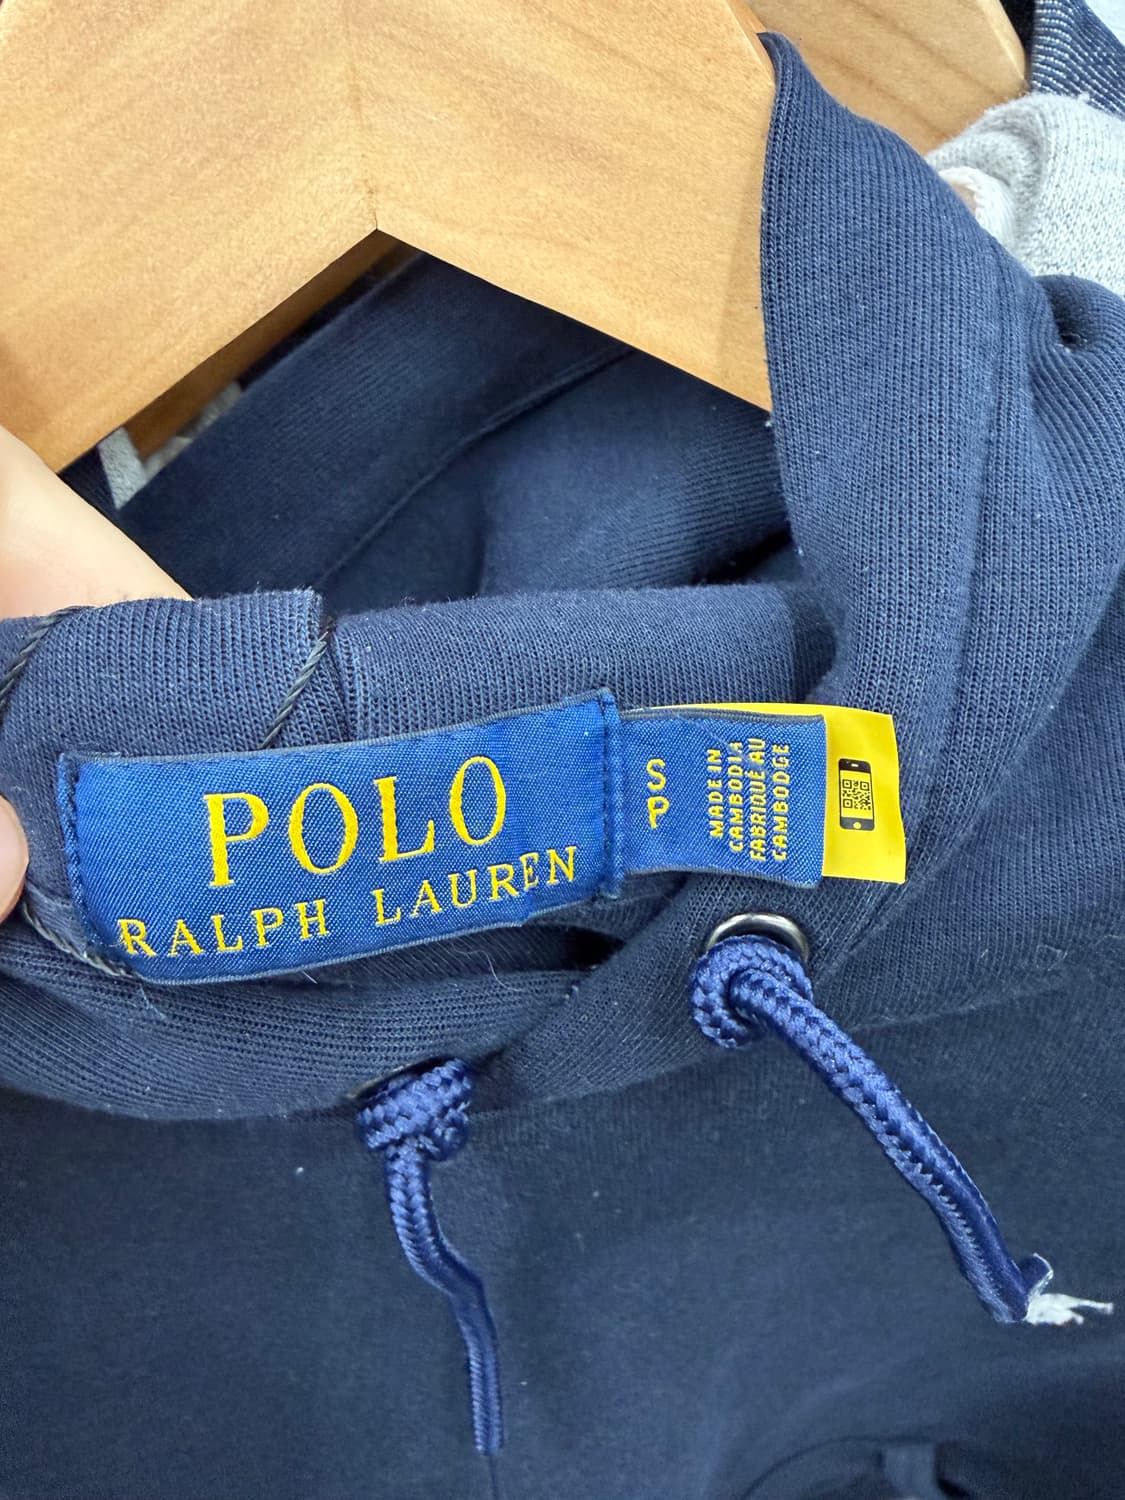 POLO
RALPH LAUREN
S
P
MADE IN
CAMBODIA
FABRIQUÉ AU
CAMBODGE